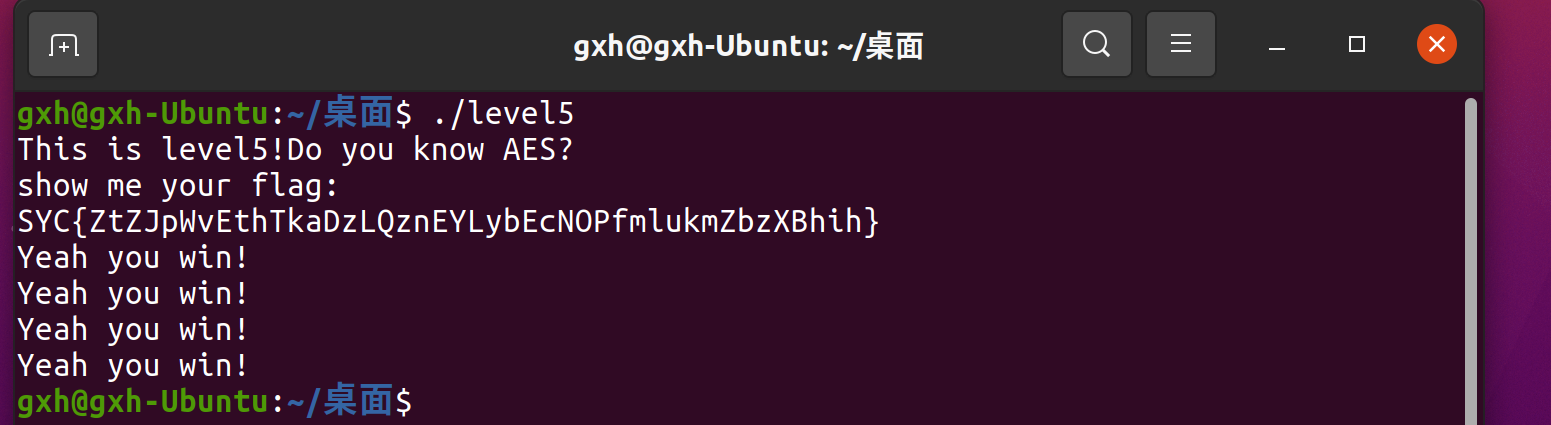 gxh@gxh-Ubuntu: ~/桌面
gxh@gxh-Ubuntu:~/桌面$ ./level5
This is level5!Do you know AES?
show me your flag:
SYC{ZtZJpWvEthTkaDzLQznEYLybEcNOPfmlukmZbzXBhih}
Yeah you win!
Yeah you win!
Yeah you win!
Yeah you win!
gxh@gxh-Ubuntu:~/桌面$